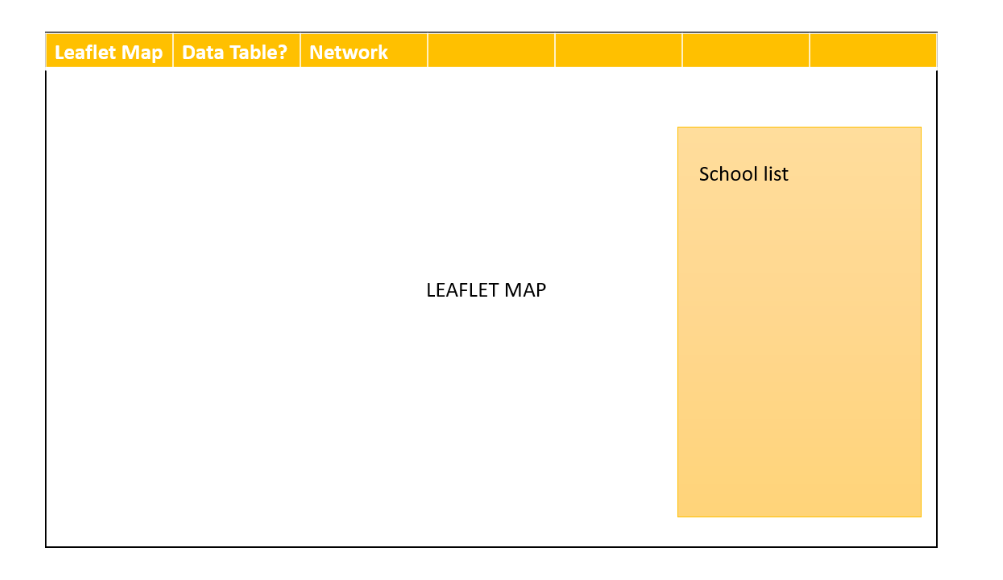 Leaflet Map Data Table? Network
School list
LEAFLET MAP